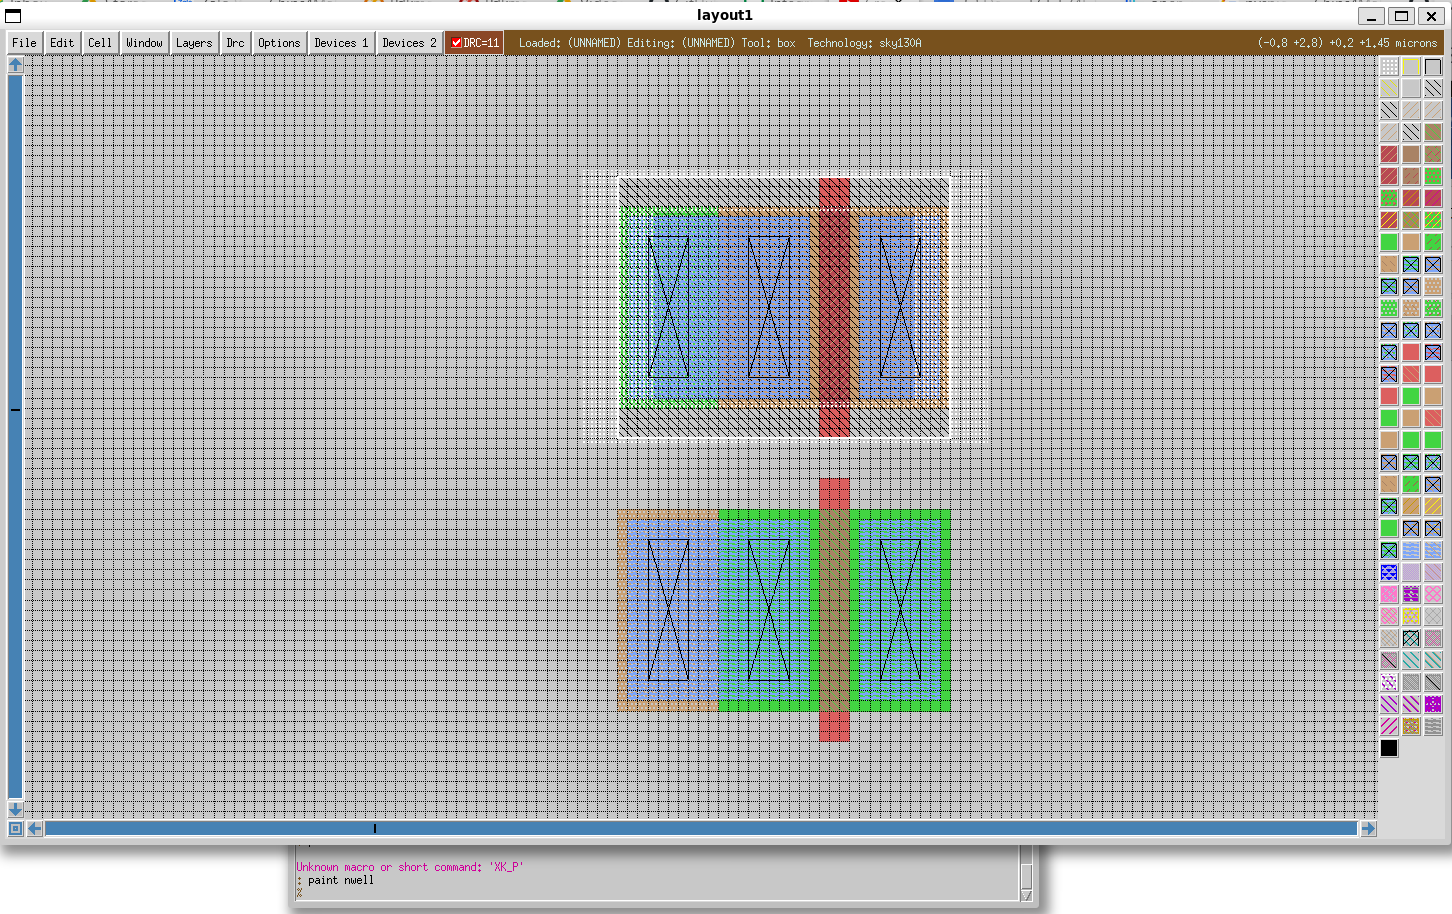 layout1
File Edit Cell Window Layers Drc Options Devices 1 Devices 2 DRC=11 Loaded: (UNNAMED) Editing: (UNNAMED) Tool: box Technology: sky130A (-0.8 +2.8) +0.2 +1.45 microns
Unknown macro or short command: 'XK_P'
: paint nwell
%